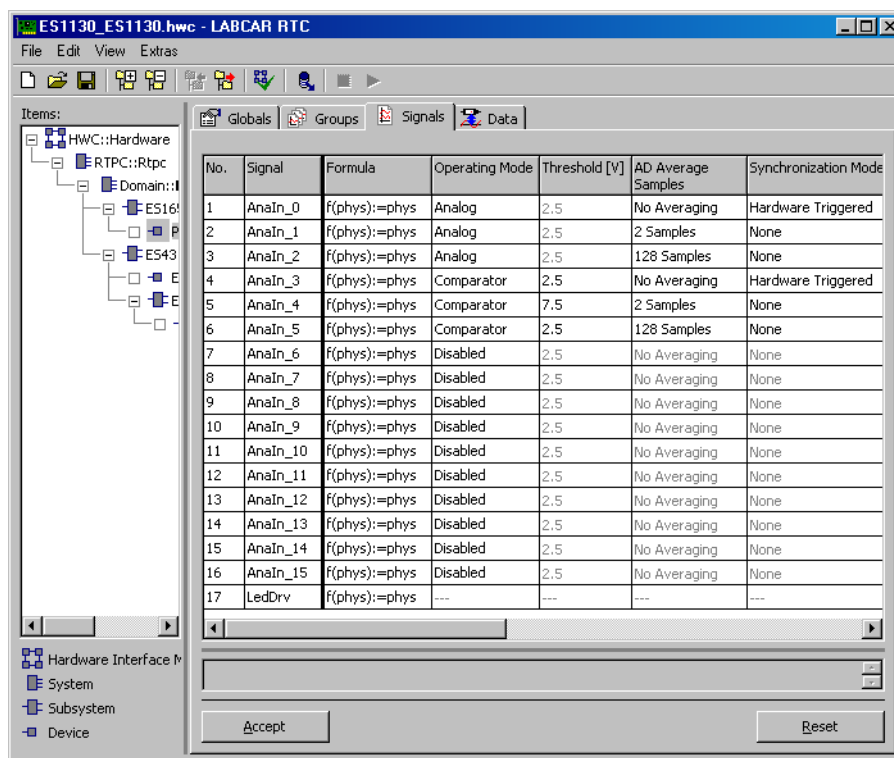 ES1130_ES1130.hwc - LABCAR RTC
File Edit View Extras
Items:
HWC::Hardware
RTPC::Rtpc
Domain::
ES16
P
ES43
E
E
Globals Groups Signals Data
No. Signal Formula Operating Mode Threshold [V] AD Average Samples Synchronization Mode
1 AnaIn_0 f(phys):=phys Analog 2.5 No Averaging Hardware Triggered
2 AnaIn_1 f(phys):=phys Analog 2.5 2 Samples None
3 AnaIn_2 f(phys):=phys Analog 2.5 128 Samples None
4 AnaIn_3 f(phys):=phys Comparator 2.5 No Averaging Hardware Triggered
5 AnaIn_4 f(phys):=phys Comparator 7.5 2 Samples None
6 AnaIn_5 f(phys):=phys Comparator 2.5 128 Samples None
7 AnaIn_6 f(phys):=phys Disabled 2.5 No Averaging None
8 AnaIn_7 f(phys):=phys Disabled 2.5 No Averaging None
9 AnaIn_8 f(phys):=phys Disabled 2.5 No Averaging None
10 AnaIn_9 f(phys):=phys Disabled 2.5 No Averaging None
11 AnaIn_10 f(phys):=phys Disabled 2.5 No Averaging None
12 AnaIn_11 f(phys):=phys Disabled 2.5 No Averaging None
13 AnaIn_12 f(phys):=phys Disabled 2.5 No Averaging None
14 AnaIn_13 f(phys):=phys Disabled 2.5 No Averaging None
15 AnaIn_14 f(phys):=phys Disabled 2.5 No Averaging None
16 AnaIn_15 f(phys):=phys Disabled 2.5 No Averaging None
17 LedDrv f(phys):=phys --- --- --- ---
Hardware Interface
System
Subsystem
Device
Accept
Reset